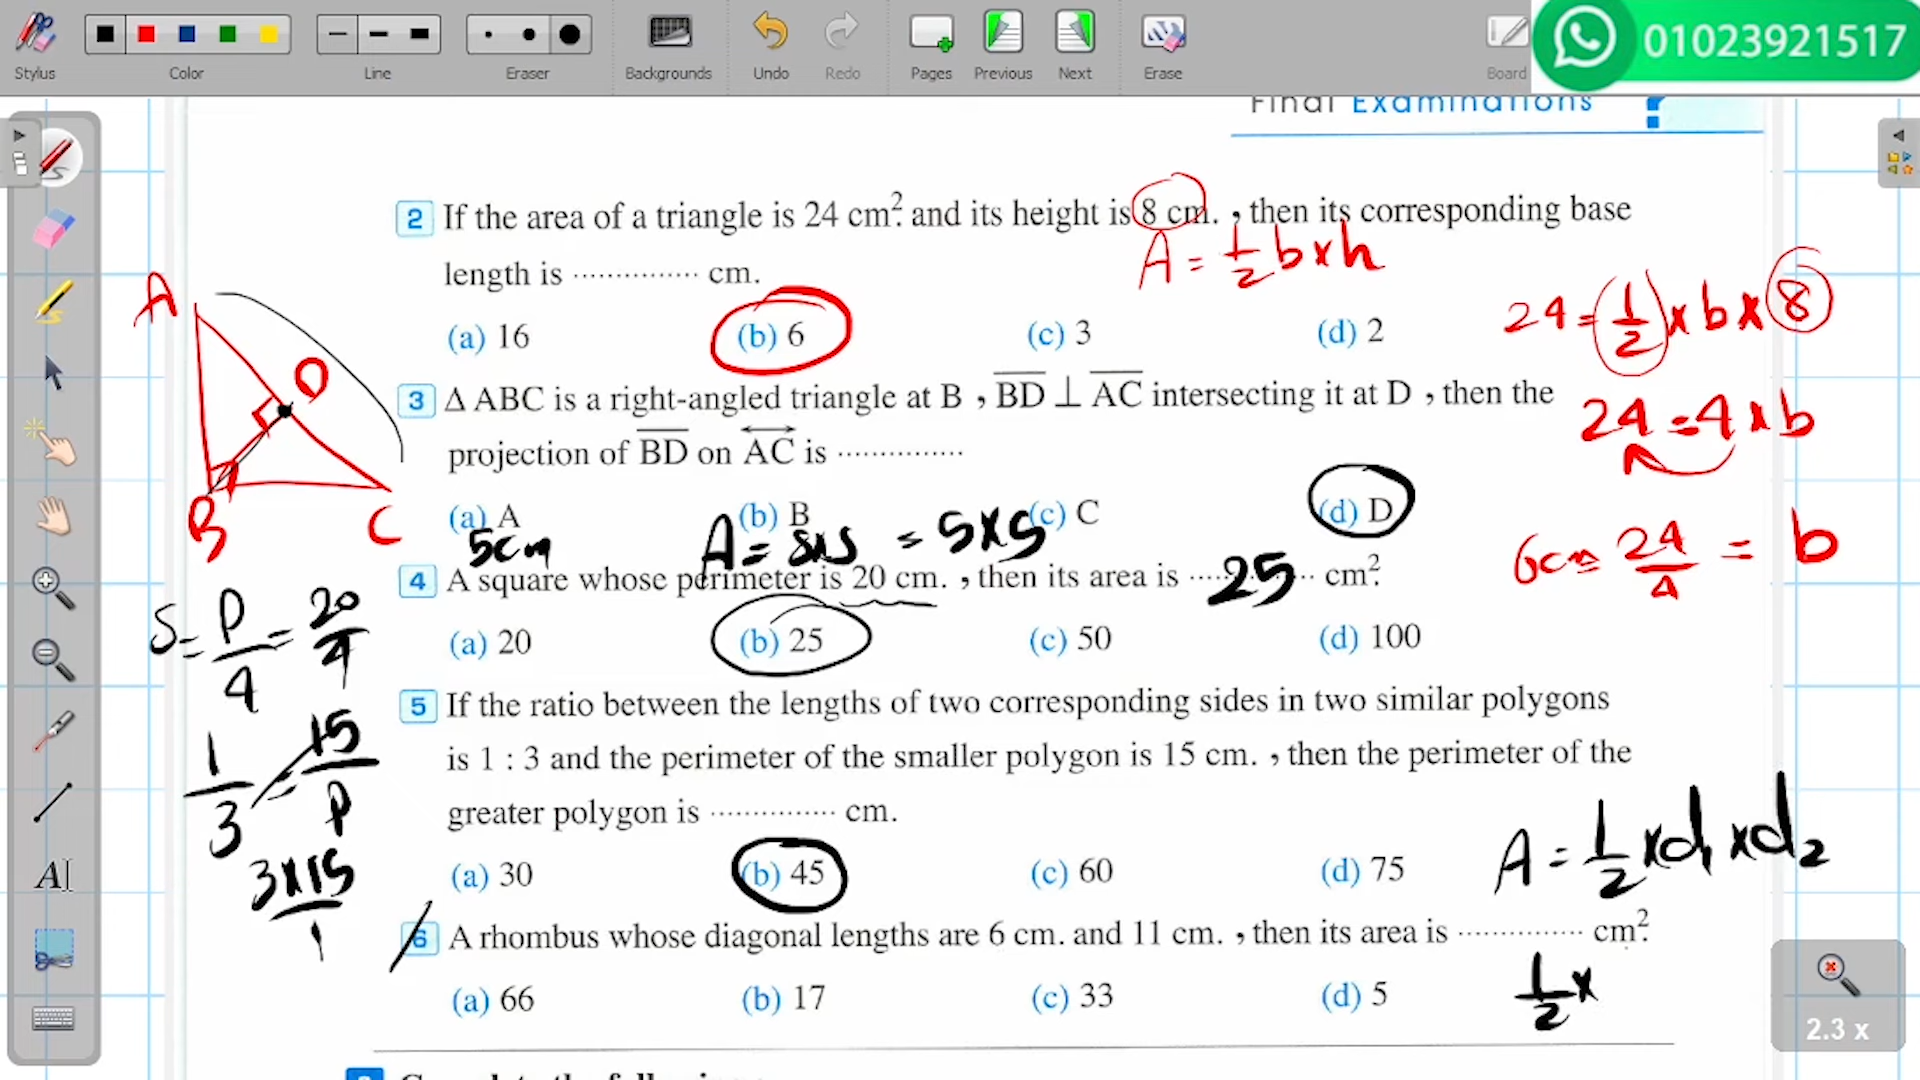 Stylus
Color
Line
Eraser
Backgrounds
Undo
Redo
Pages
Previous
Next
Erase
Board
01023921517
Final Examinations
2 If the area of a triangle is 24 cm². and its height is 8 cm. , then its corresponding base
length is ............... cm.
A = 1/2 b × h
(a) 16 (b) 6 (c) 3 (d) 2
24 = 1/2 × b × 8
24 = 4 × b
6cm = 24/4 = b
A
D
B
C
3 Δ ABC is a right-angled triangle at B , BD ⊥ AC intersecting it at D , then the
projection of BD on AC is ...............
(a) A (b) B (c) C (d) D
5cm
A = S×S = 5×5
4 A square whose perimeter is 20 cm. , then its area is ............... cm².
25
(a) 20 (b) 25 (c) 50 (d) 100
S = P/4 = 20/4
5 If the ratio between the lengths of two corresponding sides in two similar polygons
is 1 : 3 and the perimeter of the smaller polygon is 15 cm. , then the perimeter of the
greater polygon is ............... cm.
1/3 = 15/P
3×15/1
(a) 30 (b) 45 (c) 60 (d) 75
A = 1/2 × d1 × d2
6 A rhombus whose diagonal lengths are 6 cm. and 11 cm. , then its area is ............... cm².
(a) 66 (b) 17 (c) 33 (d) 5
1/2 ×
2.3 x